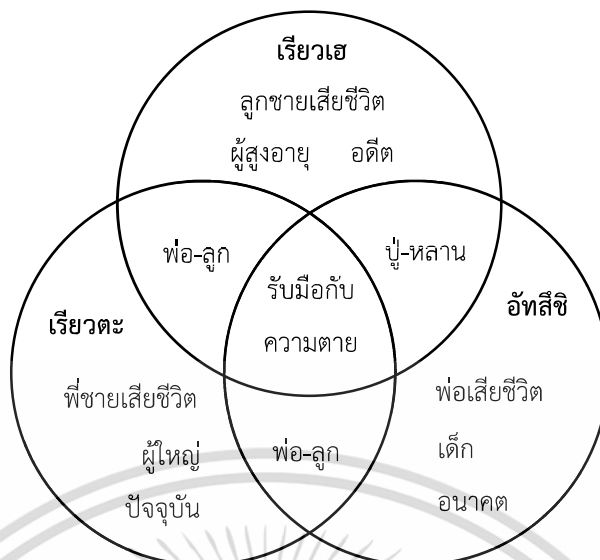 เรียวเฮ
ลูกชายเสียชีวิต
ผู้สูงอายุ อดีต
พ่อ-ลูก
ปู่-หลาน
รับมือกับ
ความตาย
เรียวตะ
พี่ชายเสียชีวิต
ผู้ใหญ่
ปัจจุบัน
พ่อ-ลูก
อัทสึชิ
พ่อเสียชีวิต
เด็ก
อนาคต